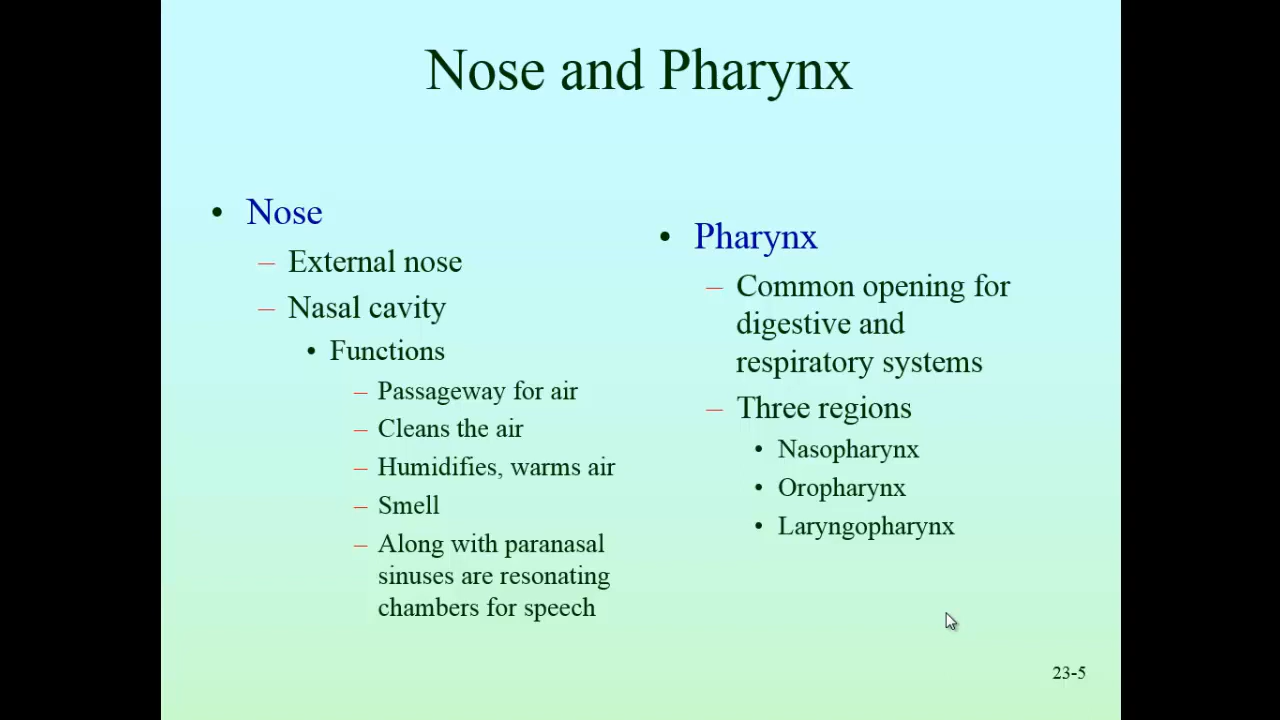 Nose and Pharynx
• Nose
– External nose
– Nasal cavity
• Functions
– Passageway for air
– Cleans the air
– Humidifies, warms air
– Smell
– Along with paranasal
sinuses are resonating
chambers for speech
• Pharynx
– Common opening for
digestive and
respiratory systems
– Three regions
• Nasopharynx
• Oropharynx
• Laryngopharynx
23-5